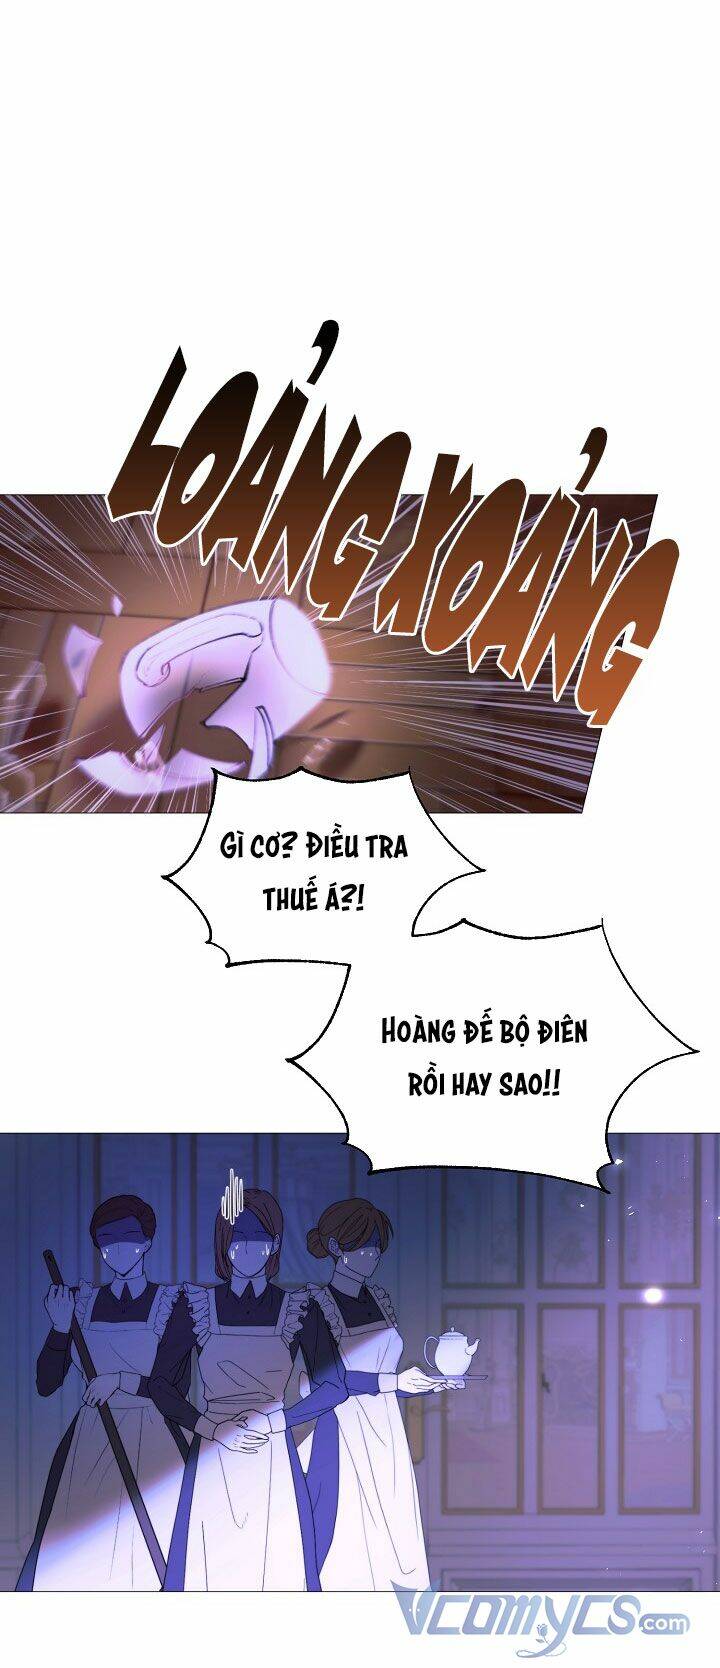 LOẢNG XOẢNG
GÌ CƠ? ĐIỀU TRA
THUẾ Á?!
HOÀNG ĐẾ BỘ ĐIÊN
RỒI HAY SAO!!
VCOMYCS.com